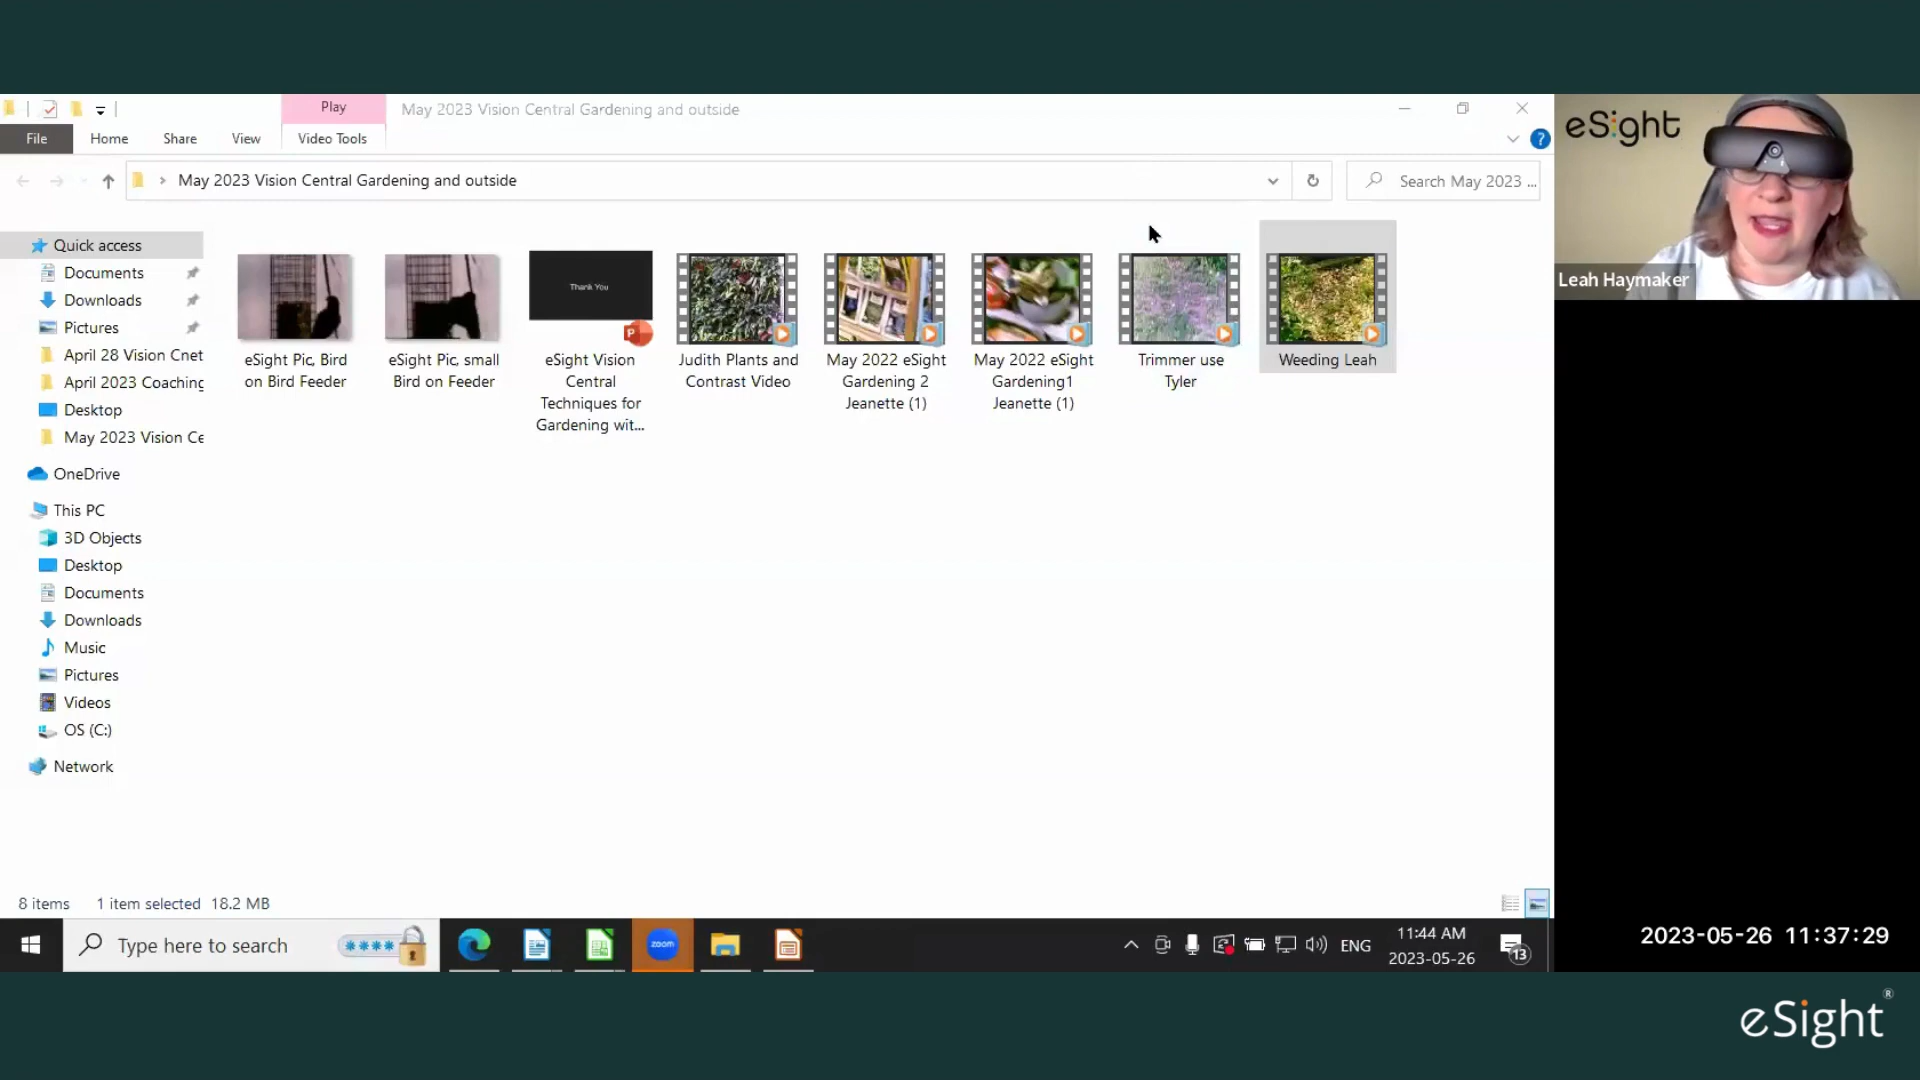 Play
May 2023 Vision Central Gardening and outside
File
Home
Share
View
Video Tools
?
May 2023 Vision Central Gardening and outside
Search May 2023 ...
eSight
Leah Haymaker
Quick access
Documents
Downloads
Pictures
April 28 Vision Cnet
April 2023 Coaching
Desktop
May 2023 Vision Ce
OneDrive
This PC
3D Objects
Desktop
Documents
Downloads
Music
Pictures
Videos
OS (C:)
Network
eSight Pic, Bird
on Bird Feeder
eSight Pic, small
Bird on Feeder
Thank You
P
eSight Vision
Central
Techniques for
Gardening wit...
Judith Plants and
Contrast Video
May 2022 eSight
Gardening 2
Jeanette (1)
May 2022 eSight
Gardening1
Jeanette (1)
Trimmer use
Tyler
Weeding Leah
8 items
1 item selected 18.2 MB
Type here to search
****
zoom
ENG
11:44 AM
2023-05-26
13
2023-05-26 11:37:29
eSight®